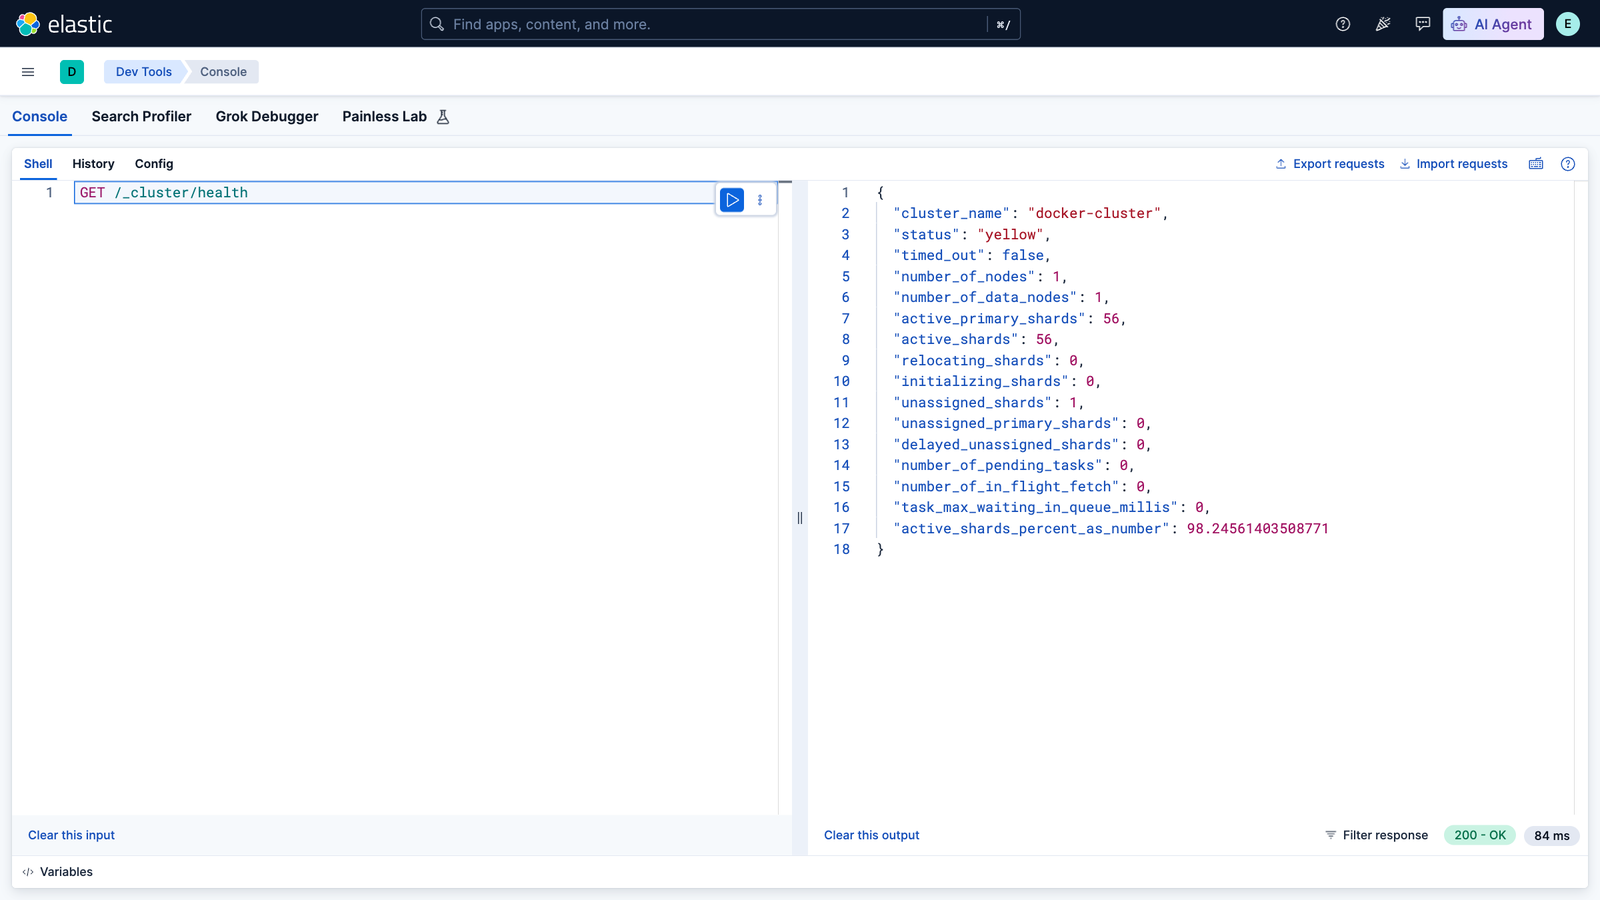 elastic
Find apps, content, and more.
⌘/
AI Agent
E
D
Dev Tools
Console
Console
Search Profiler
Grok Debugger
Painless Lab
Shell
History
Config
Export requests
Import requests
1
GET /_cluster/health
1 {
2 "cluster_name": "docker-cluster",
3 "status": "yellow",
4 "timed_out": false,
5 "number_of_nodes": 1,
6 "number_of_data_nodes": 1,
7 "active_primary_shards": 56,
8 "active_shards": 56,
9 "relocating_shards": 0,
10 "initializing_shards": 0,
11 "unassigned_shards": 1,
12 "unassigned_primary_shards": 0,
13 "delayed_unassigned_shards": 0,
14 "number_of_pending_tasks": 0,
15 "number_of_in_flight_fetch": 0,
16 "task_max_waiting_in_queue_millis": 0,
17 "active_shards_percent_as_number": 98.24561403508771
18 }
Clear this input
Clear this output
Filter response
200 - OK
84 ms
Variables